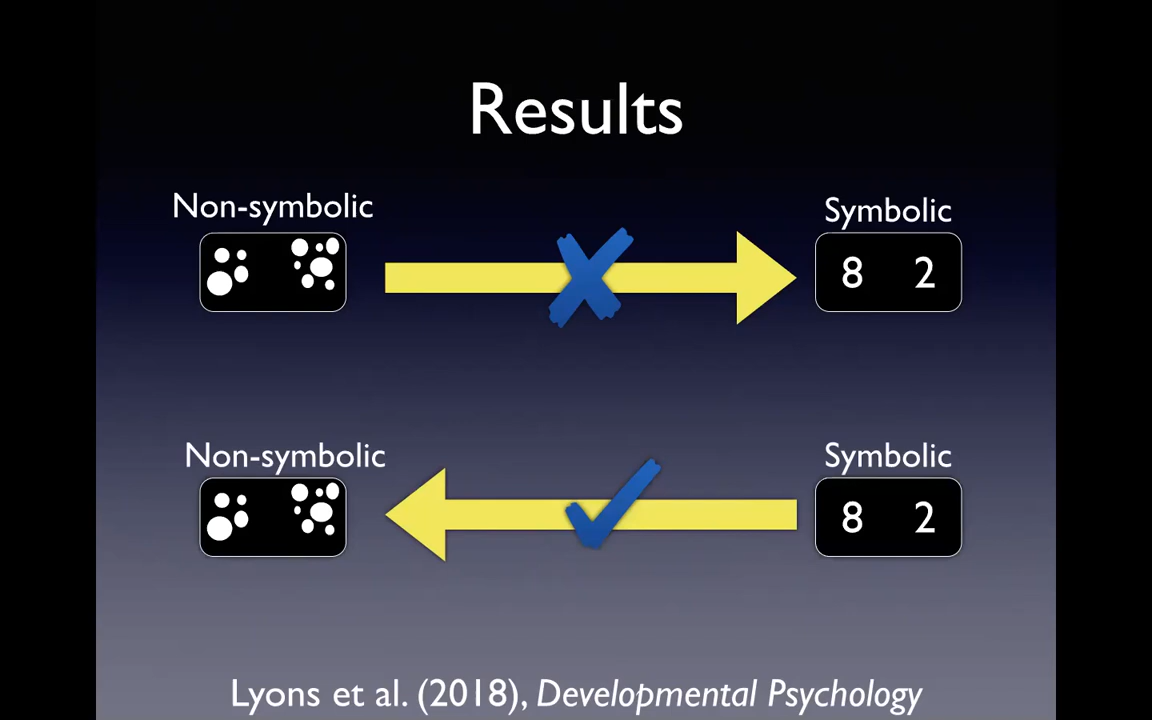 Results
Non-symbolic
Symbolic
8 2
Non-symbolic
Symbolic
8 2
Lyons et al. (2018), Developmental Psychology